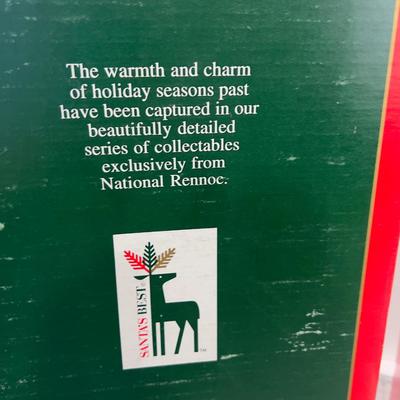 The warmth and charm
of holiday seasons past
have been captured in our
beautifully detailed
series of collectables
exclusively from
National Rennoc.
SANTA'S BEST®
TM